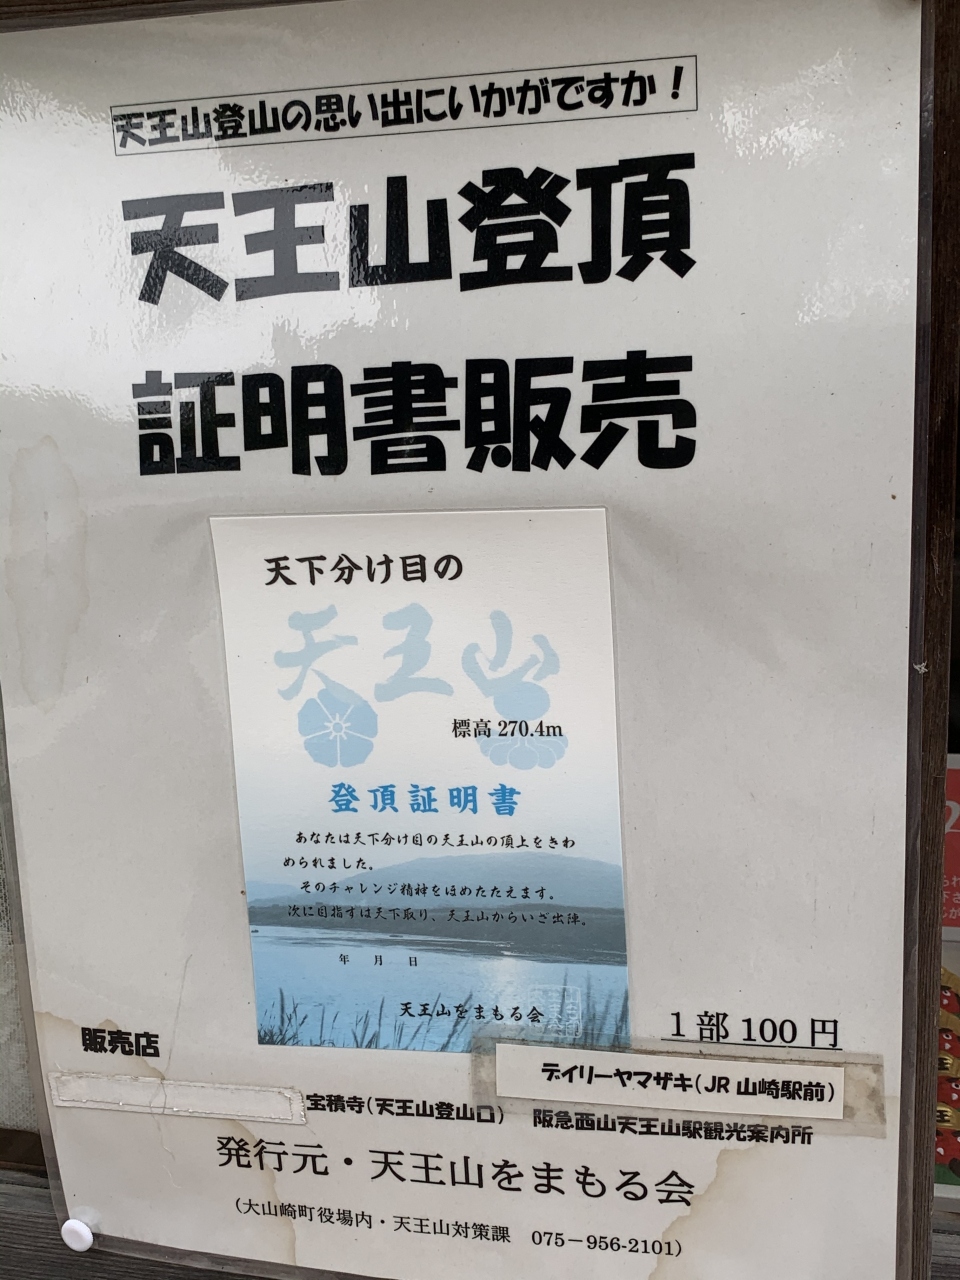 天王山登山の思い出にいかがですか！
天王山登頂
証明書販売
天下分け目の
天王山
標高 270.4m
登頂証明書
あなたは天下分け目の天王山の頂上をきわ
められました。
そのチャレンジ精神をほめたたえます。
次に目指すは天下取り、天王山からいざ出陣。
年 月 日
天王山をまもる会
1部 100円
販売店
デイリーヤマザキ(JR 山崎駅前)
宝積寺(天王山登山口) 阪急西山天王山駅観光案内所
発行元・天王山をまもる会
(大山崎町役場内・天王山対策課 075-956-2101)